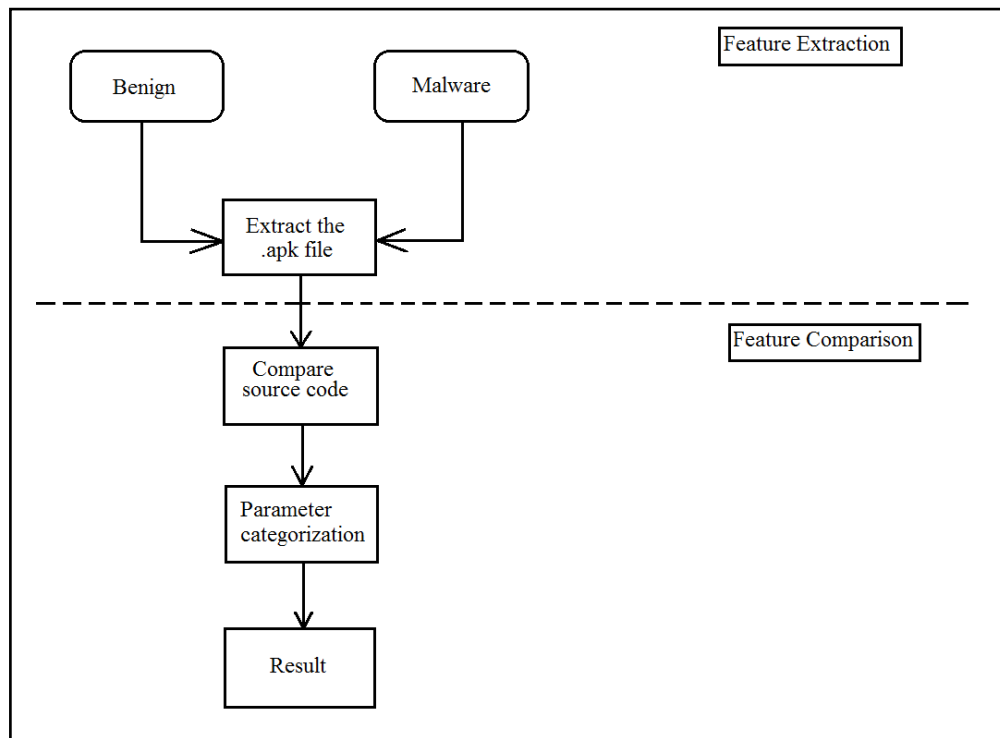 Feature Extraction
Benign
Malware
Extract the
.apk file
Feature Comparison
Compare
source code
Parameter
categorization
Result